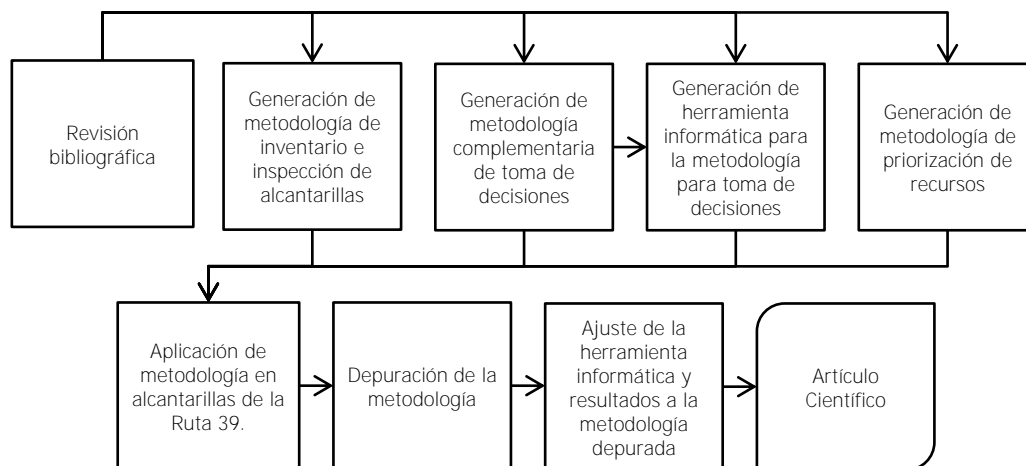 Revisión
bibliográfica
Generación de
metodología de
inventario e
inspección de
alcantarillas
Generación de
metodología
complementaria
de toma de
decisiones
Generación de
herramienta
informática para
la metodología
para toma de
decisiones
Generación de
metodología de
priorización de
recursos
Aplicación de
metodología en
alcantarillas de la
Ruta 39.
Depuración de la
metodología
Ajuste de la
herramienta
informática y
resultados a la
metodología
depurada
Artículo
Científico